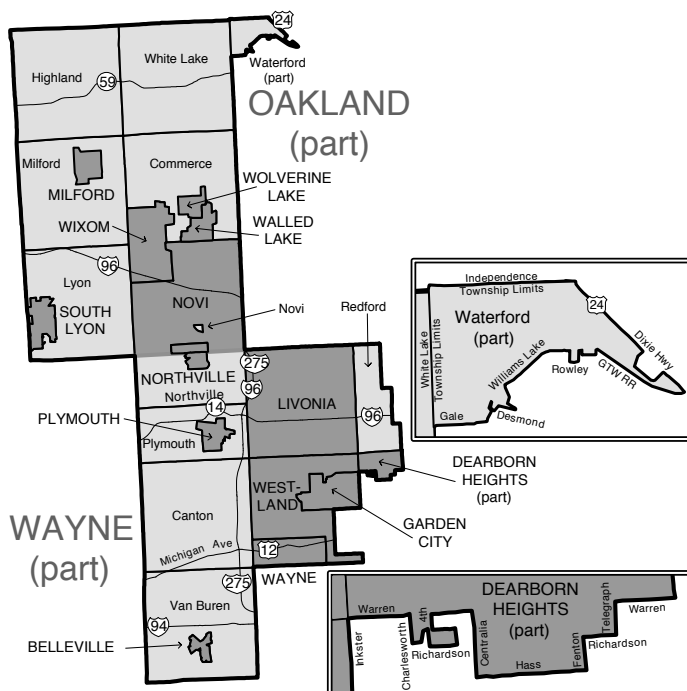 24
Highland
White Lake
Waterford
(part)
59
OAKLAND
(part)
Milford
MILFORD
Commerce
WOLVERINE
LAKE
WIXOM
WALLED
LAKE
96
Lyon
SOUTH
LYON
NOVI
Novi
Redford
NORTHVILLE
Northville
275
96
14
LIVONIA
96
PLYMOUTH
Plymouth
DEARBORN
HEIGHTS
(part)
WEST-
LAND
GARDEN
CITY
WAYNE
(part)
Canton
Michigan Ave
12
WAYNE
275
Van Buren
94
BELLEVILLE
Independence
Township Limits
24
White Lake
Township Limits
Waterford
(part)
Williams Lake
Dixie Hwy
Rowley
GTW RR
Gale
Desmond
DEARBORN
HEIGHTS
(part)
Warren
4th
Inkster
Charlesworth
Richardson
Centralia
Hass
Fenton
Telegraph
Warren
Richardson